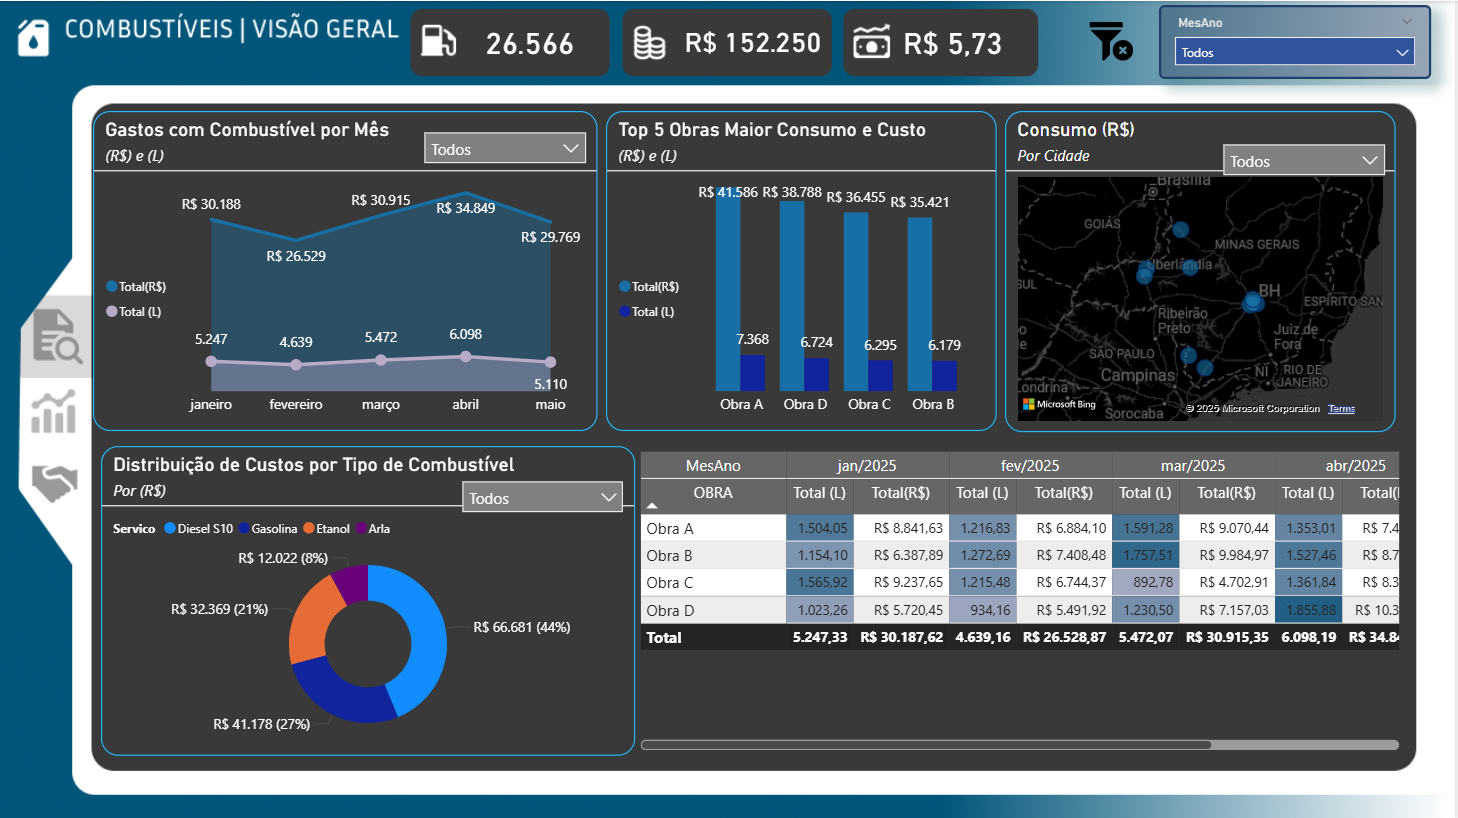 COMBUSTÍVEIS | VISÃO GERAL
26.566
R$ 152.250
R$ 5,73
MesAno
Todos
Gastos com Combustível por Mês
(R$) e (L)
Todos
R$ 30.188
R$ 26.529
R$ 30.915
R$ 34.849
R$ 29.769
Total(R$)
Total (L)
5.247
4.639
5.472
6.098
5.110
janeiro fevereiro março abril maio
Top 5 Obras Maior Consumo e Custo
(R$) e (L)
R$ 41.586 R$ 38.788 R$ 36.455 R$ 35.421
Total(R$)
Total (L)
7.368 6.724 6.295 6.179
Obra A Obra D Obra C Obra B
Consumo (R$)
Por Cidade
Todos
Brasília
GOIÁS
MINAS GERAIS
Uberlândia
SUL
BH
ESPÍRITO SAN
Ribeirão
Preto
Juiz de
Fora
SÃO PAULO
Campinas
RIO DE
JANEIRO
NI
ondrina
Sorocaba
Microsoft Bing
© 2025 Microsoft Corporation Terms
Distribuição de Custos por Tipo de Combustível
Por (R$)
Todos
Servico Diesel S10 Gasolina Etanol Arla
R$ 12.022 (8%)
R$ 32.369 (21%)
R$ 66.681 (44%)
R$ 41.178 (27%)
MesAno jan/2025 fev/2025 mar/2025 abr/2025
OBRA Total (L) Total(R$) Total (L) Total(R$) Total (L) Total(R$) Total (L) Total(
Obra A 1.504,05 R$ 8.841,63 1.216,83 R$ 6.884,10 1.591,28 R$ 9.070,44 1.353,01 R$ 7.4
Obra B 1.154,10 R$ 6.387,89 1.272,69 R$ 7.408,48 1.757,51 R$ 9.984,97 1.527,46 R$ 8.7
Obra C 1.565,92 R$ 9.237,65 1.215,48 R$ 6.744,37 892,78 R$ 4.702,91 1.361,84 R$ 8.3
Obra D 1.023,26 R$ 5.720,45 934,16 R$ 5.491,92 1.230,50 R$ 7.157,03 1.855,88 R$ 10.3
Total 5.247,33 R$ 30.187,62 4.639,16 R$ 26.528,87 5.472,07 R$ 30.915,35 6.098,19 R$ 34.84